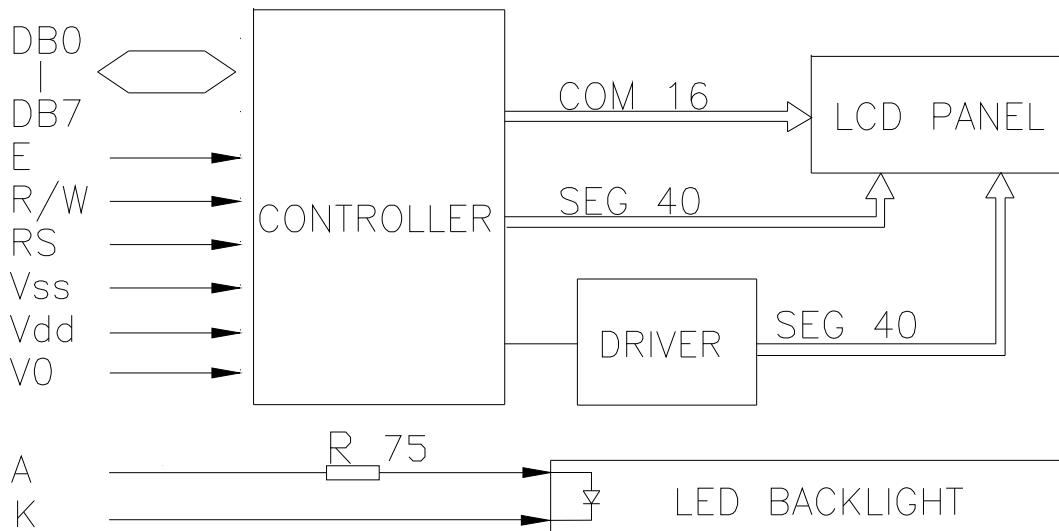 DB0
|
DB7
E
R/W
RS
Vss
Vdd
V0
CONTROLLER
COM 16
SEG 40
LCD PANEL
DRIVER
SEG 40
A
R 75
K
LED BACKLIGHT